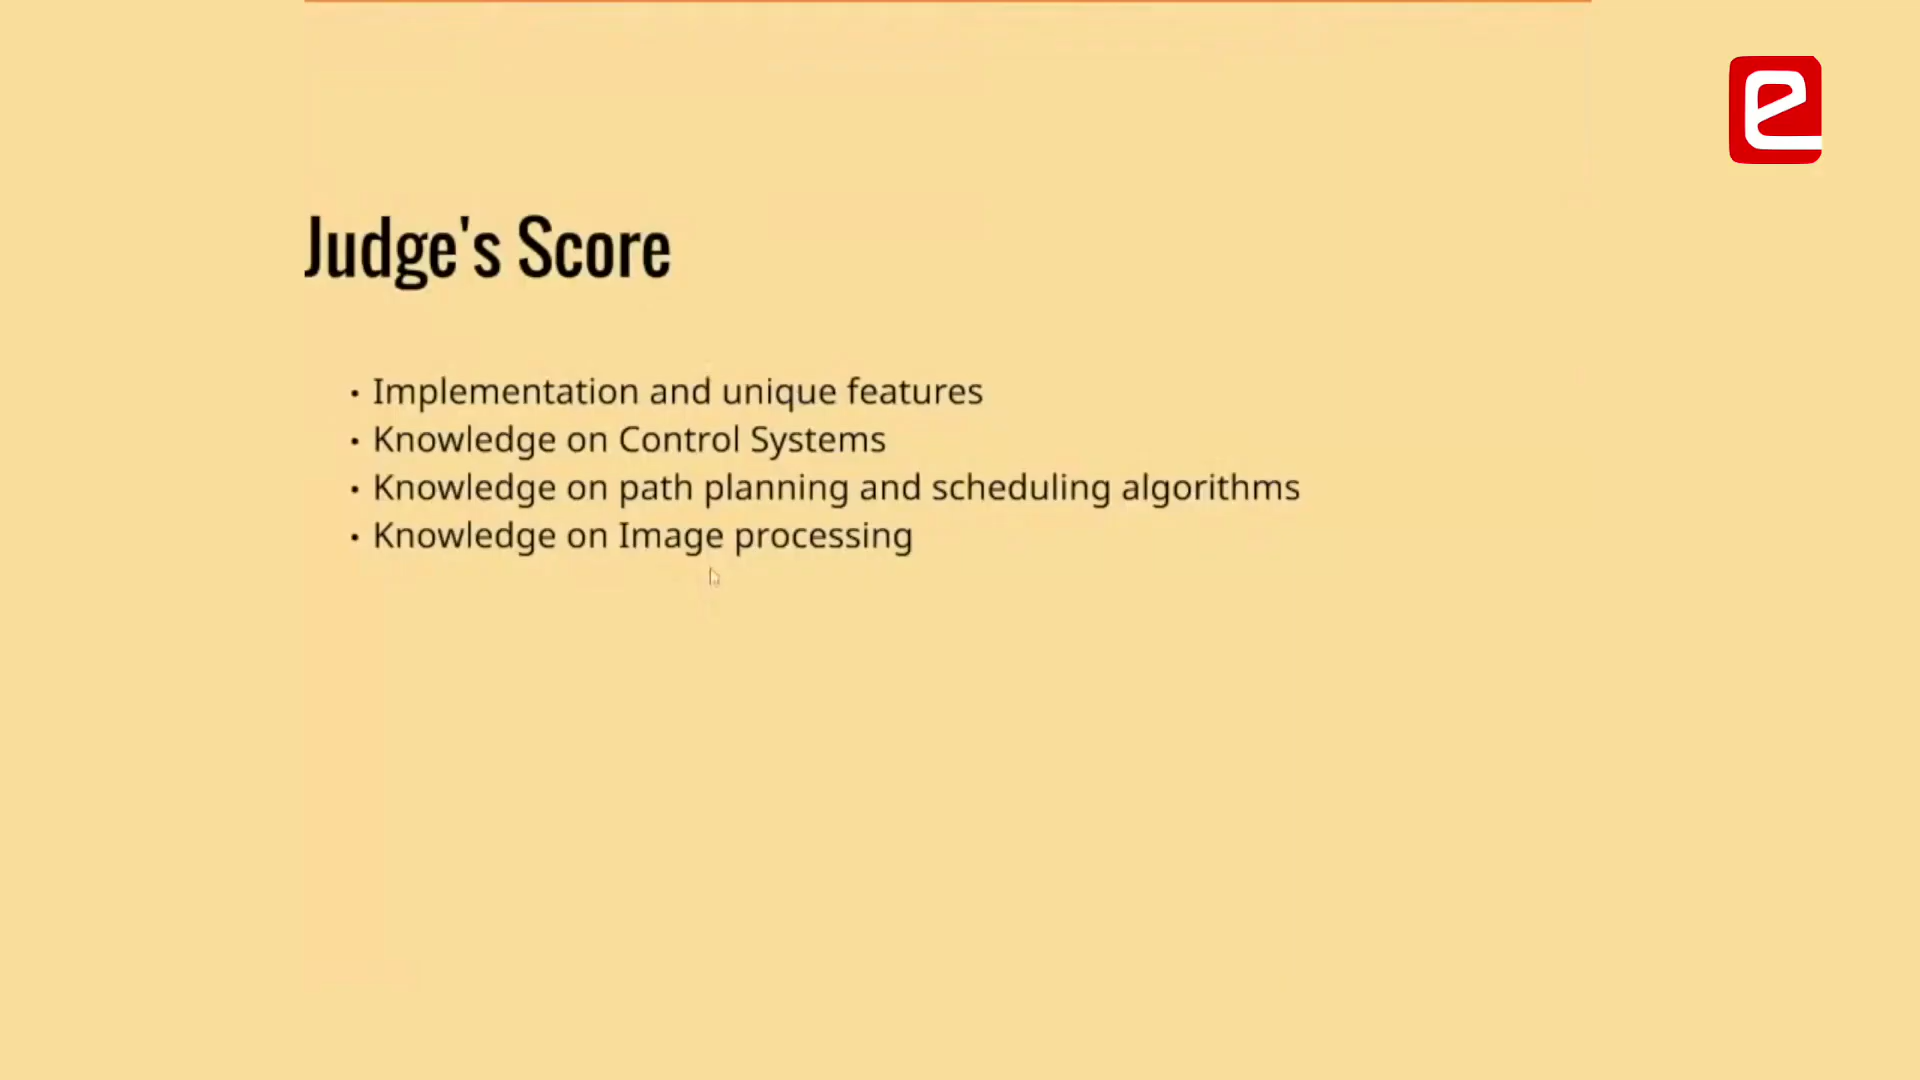 Judge's Score
• Implementation and unique features
• Knowledge on Control Systems
• Knowledge on path planning and scheduling algorithms
• Knowledge on Image processing
e